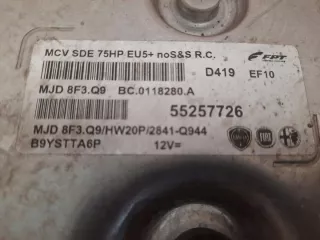 MCV SDE 75HP EU5+ noS&S R.C.
FPT
D419 EF10
MJD 8F3.Q9 BC.0118280.A
55257726
MJD 8F3.Q9/HW20P/2841-Q944
B9YSTTA6P 12V=